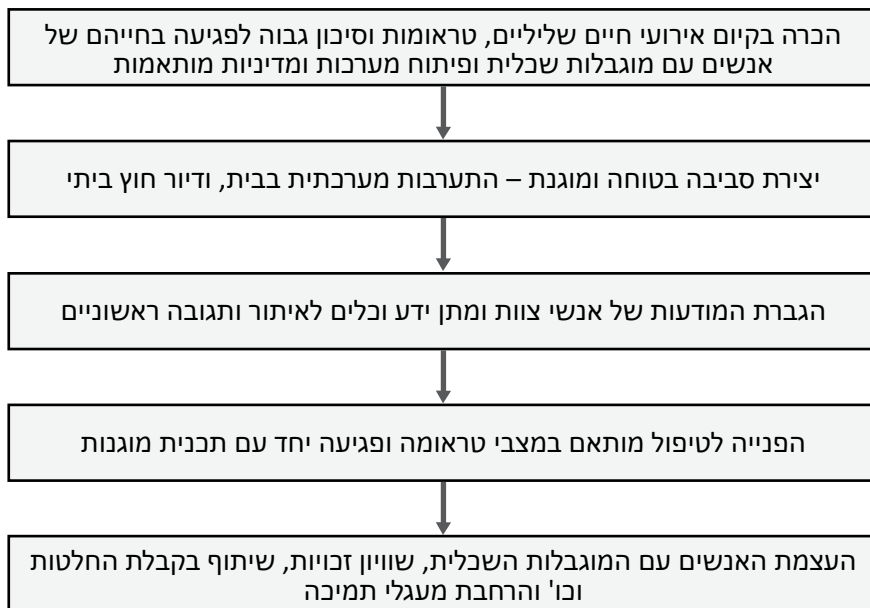 הכרה בקיום אירועי חיים שליליים, טראומות וסיכון גבוה לפגיעה בחייהם של
אנשים עם מוגבלות שכלית ופיתוח מערכות ומדיניות מותאמות
יצירת סביבה בטוחה ומוגנת – התערבות מערכתית בבית, ודיור חוץ ביתי
הגברת המודעות של אנשי צוות ומתן ידע וכלים לאיתור ותגובה ראשוניים
הפנייה לטיפול מותאם במצבי טראומה ופגיעה יחד עם תכנית מוגנות
העצמת האנשים עם המוגבלות השכלית, שוויון זכויות, שיתוף בקבלת החלטות
וכו' והרחבת מעגלי תמיכה